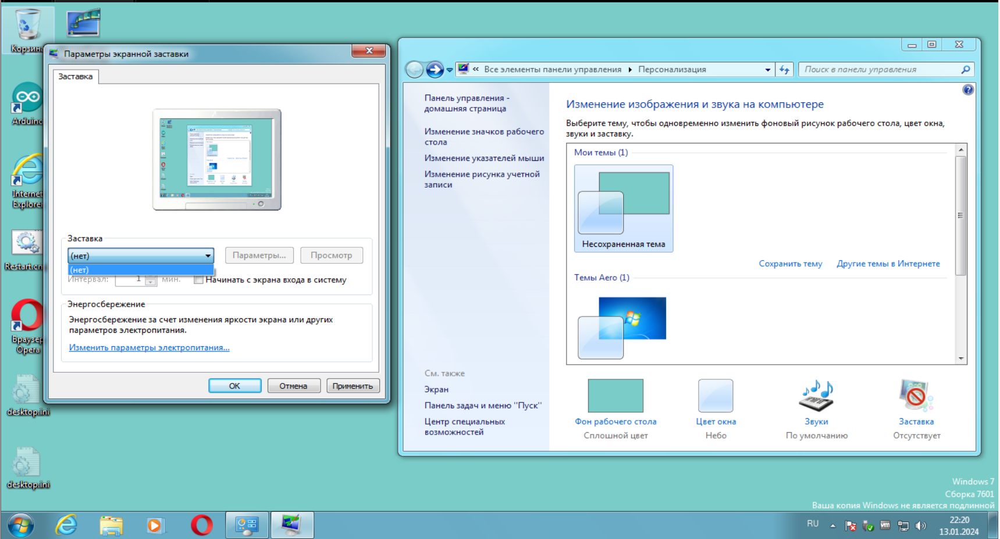 Корзина
Arduino
Internet
Explorer
Браузер
Opera
desktop.ini
desktop.ini
Параметры экранной заставки
Заставка
Заставка
(нет)
Параметры...
Просмотр
(нет)
Интервал:
1
мин.
Начинать с экрана входа в систему
Энергосбережение
Энергосбережение за счет изменения яркости экрана или других
параметров электропитания.
Изменить параметры электропитания...
ОК
Отмена
Применить
« Все элементы панели управления
Персонализация
Поиск в панели управления
Панель управления -
домашняя страница
Изменение значков рабочего
стола
Изменение указателей мыши
Изменение рисунка учетной
записи
См. также
Экран
Панель задач и меню ''Пуск''
Центр специальных
возможностей
Изменение изображения и звука на компьютере
Выберите тему, чтобы одновременно изменить фоновый рисунок рабочего стола, цвет окна,
звуки и заставку.
Мои темы (1)
Несохраненная тема
Сохранить тему
Другие темы в Интернете
Темы Aero (1)
Фон рабочего стола
Сплошной цвет
Цвет окна
Небо
Звуки
По умолчанию
Заставка
Отсутствует
Windows 7
Сборка 7601
Ваша копия Windows не является подлинной
RU
22:20
13.01.2024